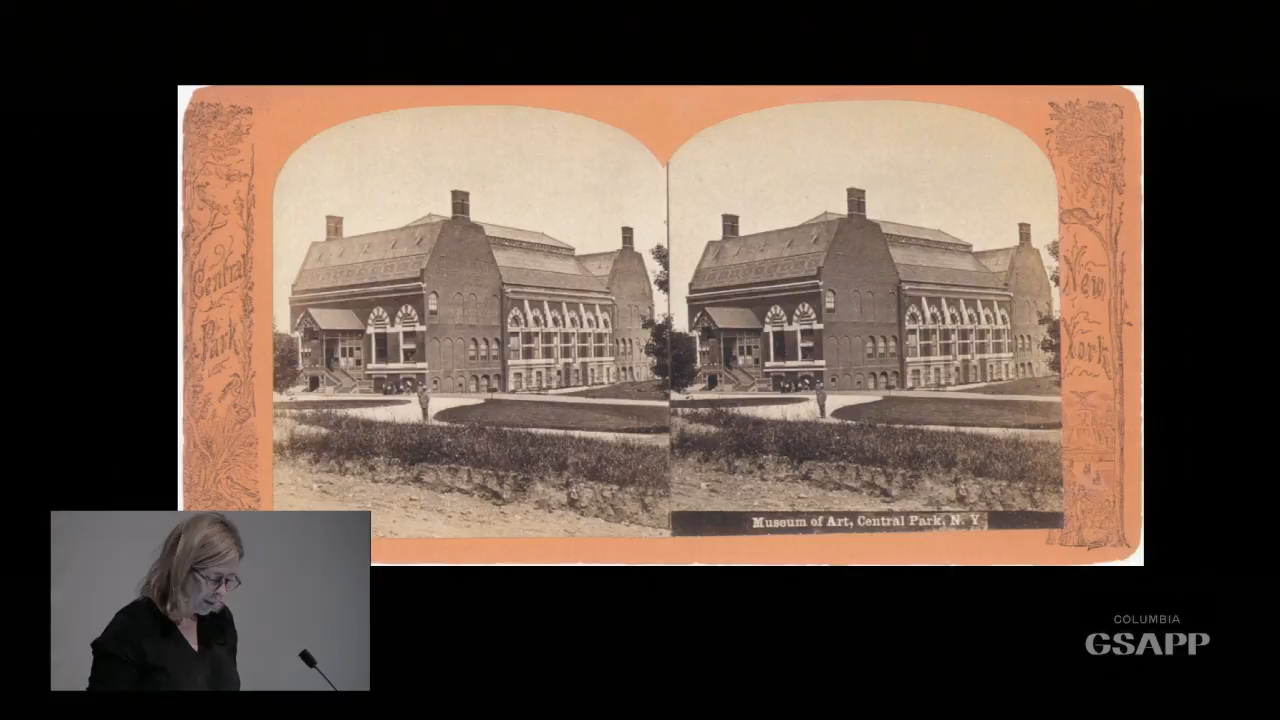 Central
Park
New
York
Museum of Art, Central Park, N. Y
COLUMBIA
GSAPP